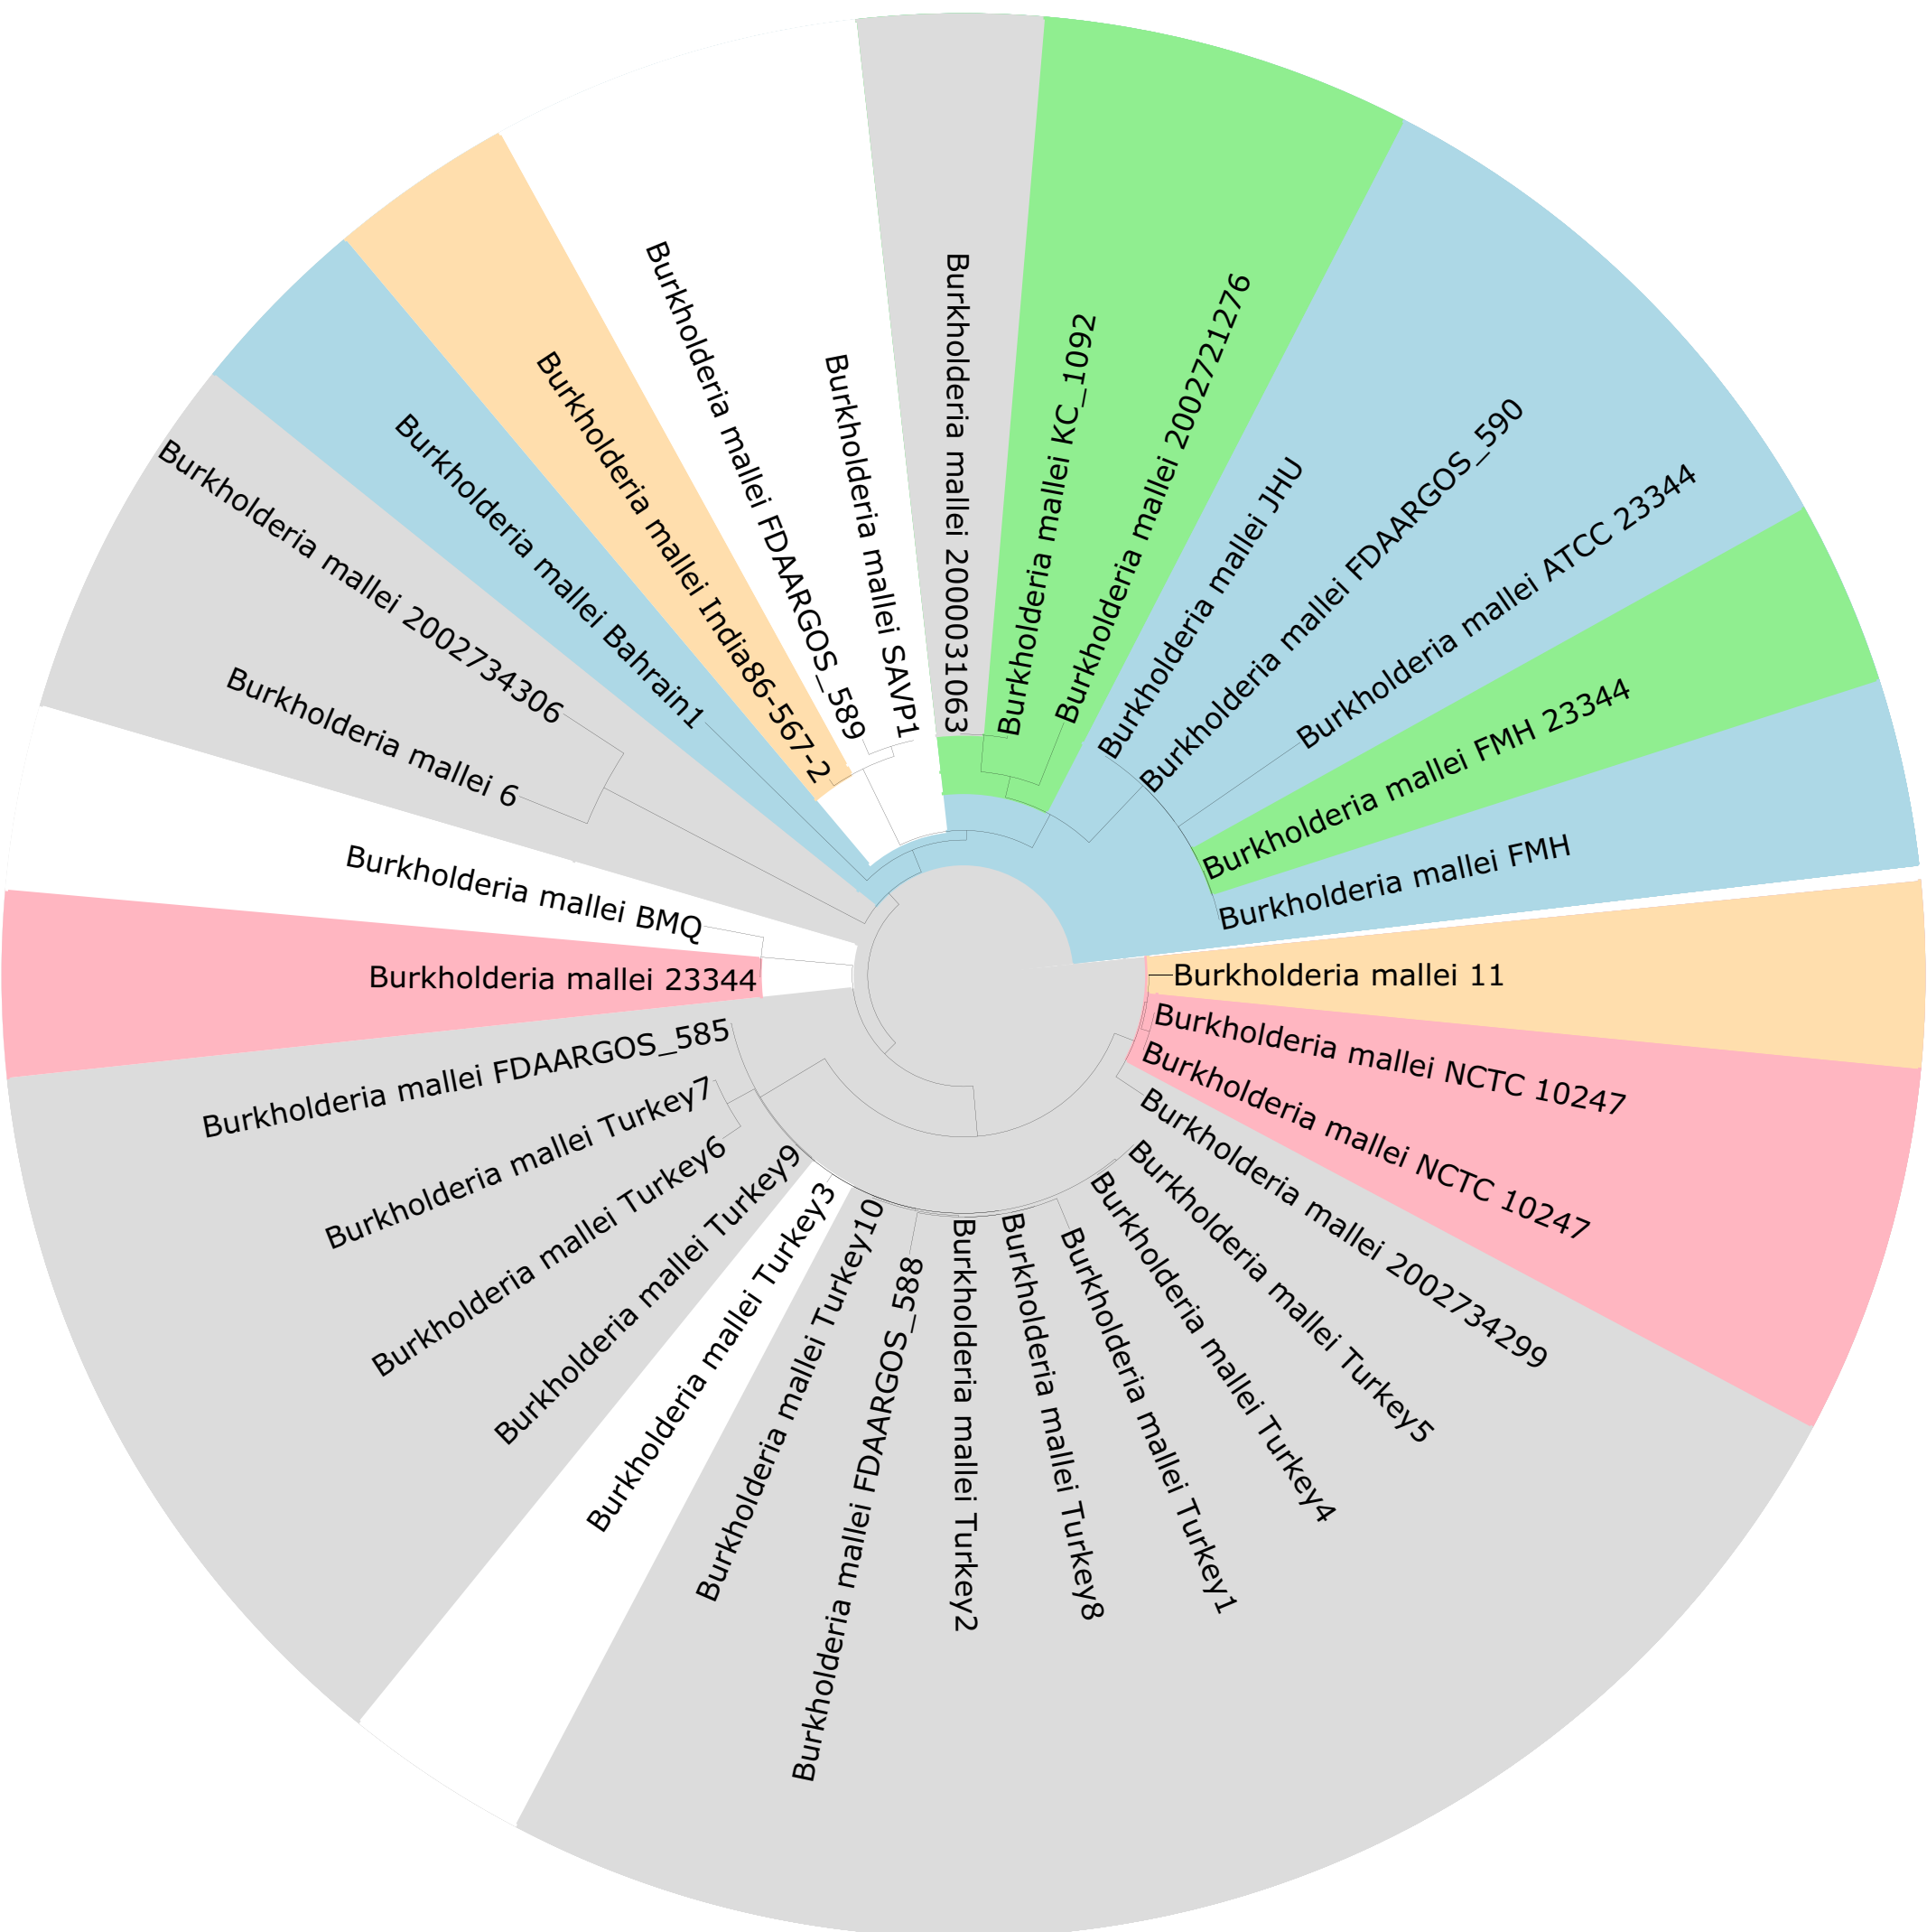 Burkholderia mallei 2000031063
Burkholderia mallei KC_1092
Burkholderia mallei 2002721276
Burkholderia mallei JHU
Burkholderia mallei FDAARGOS_590
Burkholderia mallei ATCC 23344
Burkholderia mallei FMH 23344
Burkholderia mallei FMH
Burkholderia mallei 11
Burkholderia mallei NCTC 10247
Burkholderia mallei NCTC 10247
Burkholderia mallei 2002734299
Burkholderia mallei Turkey5
Burkholderia mallei Turkey4
Burkholderia mallei Turkey1
Burkholderia mallei Turkey8
Burkholderia mallei Turkey2
Burkholderia mallei FDAARGOS_588
Burkholderia mallei Turkey10
Burkholderia mallei Turkey3
Burkholderia mallei Turkey9
Burkholderia mallei Turkey6
Burkholderia mallei Turkey7
Burkholderia mallei FDAARGOS_585
Burkholderia mallei 23344
Burkholderia mallei BMQ
Burkholderia mallei 6
Burkholderia mallei 2002734306
Burkholderia mallei Bahrain1
Burkholderia mallei India86-567-2
Burkholderia mallei FDAARGOS_589
Burkholderia mallei SAVP1